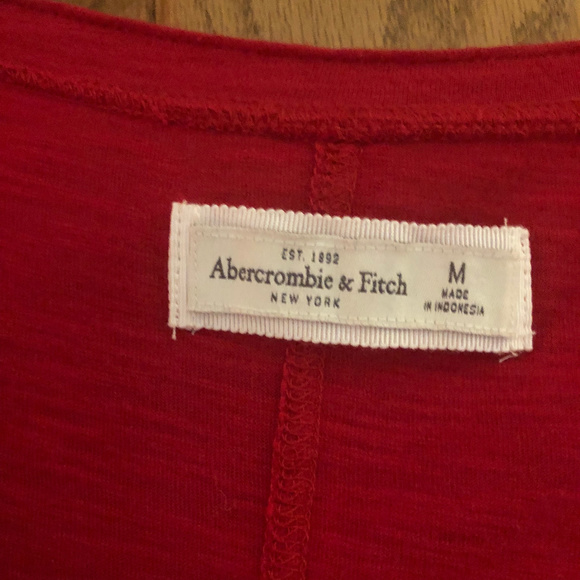 EST. 1892
Abercrombie & Fitch
NEW YORK
M
MADE
IN INDONESIA